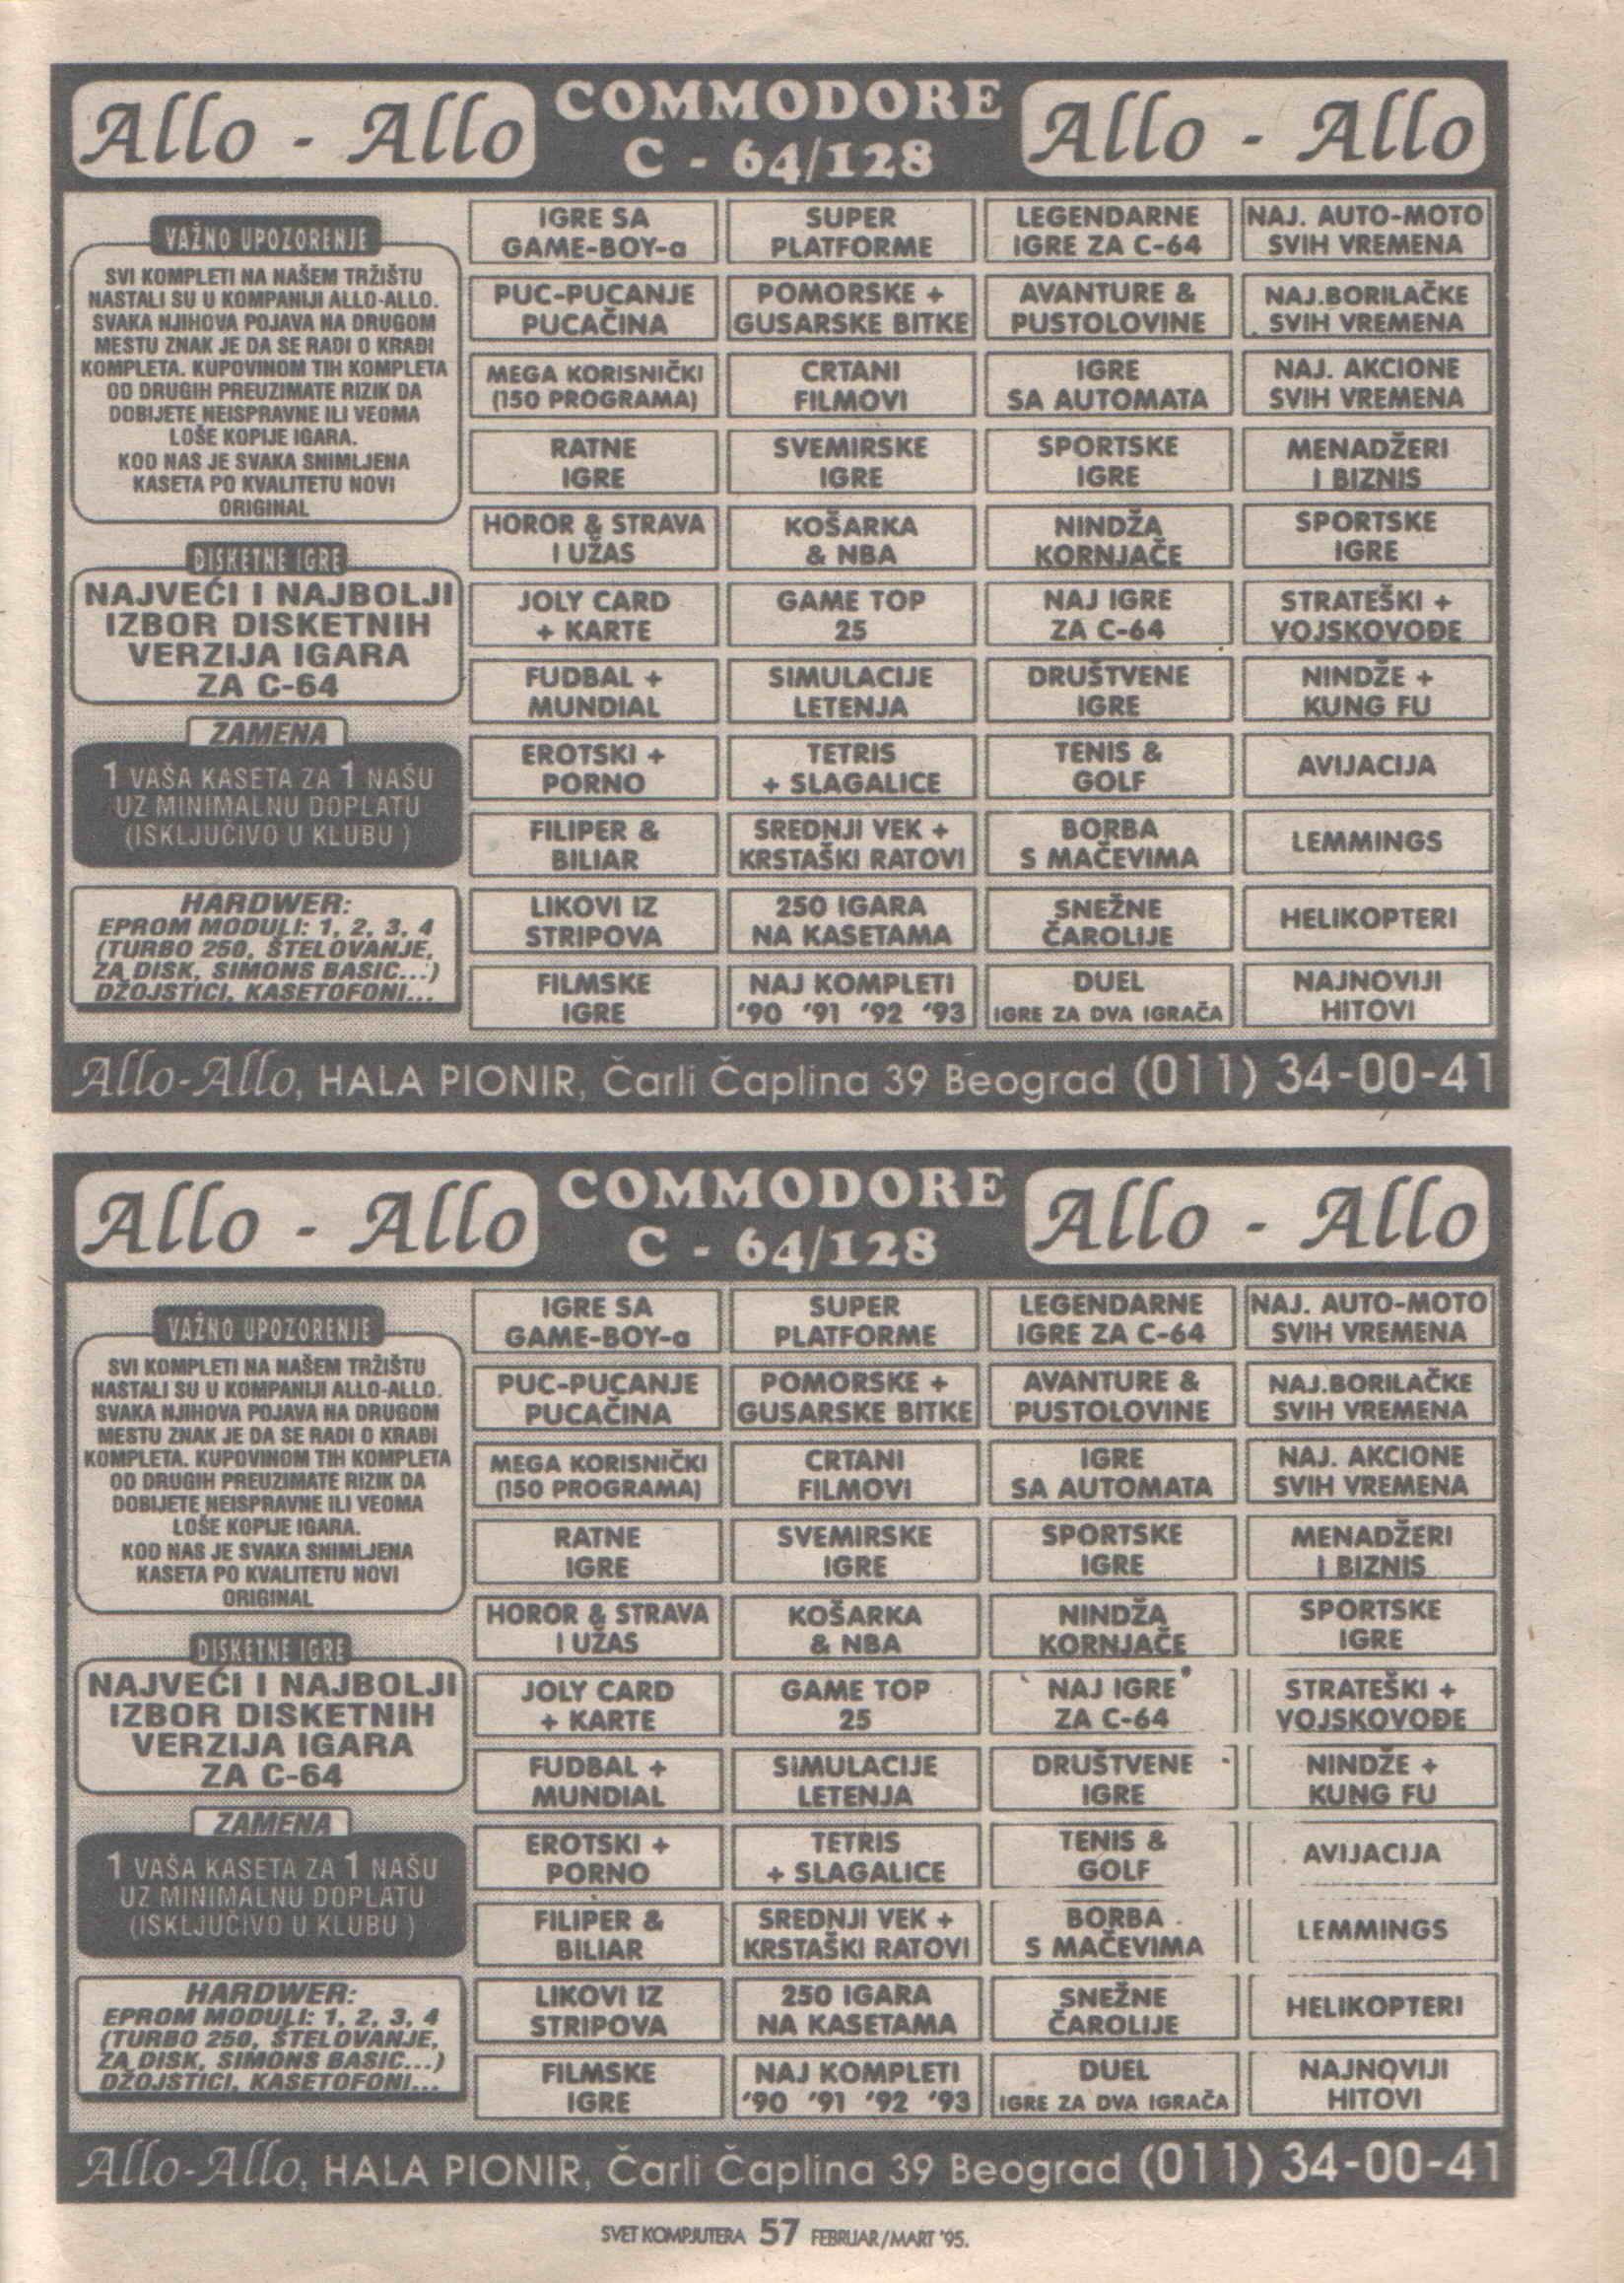 Allo - Allo
COMMODORE
C - 64/128
Allo - Allo
VAŽNO UPOZORENJE
SVI KOMPLETI NA NAŠEM TRŽIŠTU
NASTALI SU U KOMPANIJI ALLO-ALLO.
SVAKA NJIHOVA POJAVA NA DRUGOM
MESTU ZNAK JE DA SE RADI O KRAĐI
KOMPLETA. KUPOVINOM TIH KOMPLETA
OD DRUGIH PREUZIMATE RIZIK DA
DOBIJETE NEISPRAVNE ILI VEOMA
LOŠE KOPIJE IGARA.
KOD NAS JE SVAKA SNIMLJENA
KASETA PO KVALITETU NOVI
ORIGINAL
DISKETNE IGRE
NAJVEĆI I NAJBOLJI
IZBOR DISKETNIH
VERZIJA IGARA
ZA C-64
ZAMENA
1 VAŠA KASETA ZA 1 NAŠU
UZ MINIMALNU DOPLATU
(ISKLJUČIVO U KLUBU )
HARDWER:
EPROM MODULI: 1, 2, 3, 4
(TURBO 250, ŠTELOVANJE,
ZA DISK, SIMONS BASIC...)
DŽOJSTICI, KASETOFONI...
IGRE SA
GAME-BOY-a
SUPER
PLATFORME
LEGENDARNE
IGRE ZA C-64
NAJ. AUTO-MOTO
SVIH VREMENA
PUC-PUCANJE
PUCAČINA
POMORSKE +
GUSARSKE BITKE
AVANTURE &
PUSTOLOVINE
NAJ.BORILAČKE
SVIH VREMENA
MEGA KORISNIČKI
(150 PROGRAMA)
CRTANI
FILMOVI
IGRE
SA AUTOMATA
NAJ. AKCIONE
SVIH VREMENA
RATNE
IGRE
SVEMIRSKE
IGRE
SPORTSKE
IGRE
MENADŽERI
I BIZNIS
HOROR & STRAVA
I UŽAS
KOŠARKA
& NBA
NINDŽA
KORNJAČE
SPORTSKE
IGRE
JOLY CARD
+ KARTE
GAME TOP
25
NAJ IGRE
ZA C-64
STRATEŠKI +
VOJSKOVOĐE
FUDBAL +
MUNDIAL
SIMULACIJE
LETENJA
DRUŠTVENE
IGRE
NINDŽE +
KUNG FU
EROTSKI +
PORNO
TETRIS
+ SLAGALICE
TENIS &
GOLF
AVIJACIJA
FILIPER &
BILIAR
SREDNJI VEK +
KRSTAŠKI RATOVI
BORBA
S MAČEVIMA
LEMMINGS
LIKOVI IZ
STRIPOVA
250 IGARA
NA KASETAMA
SNEŽNE
ČAROLIJE
HELIKOPTERI
FILMSKE
IGRE
NAJ KOMPLETI
'90 '91 '92 '93
DUEL
IGRE ZA DVA IGRAČA
NAJNOVIJI
HITOVI
Allo-Allo, HALA PIONIR, Čarli Čaplina 39 Beograd (011) 34-00-41
Allo - Allo
COMMODORE
C - 64/128
Allo - Allo
VAŽNO UPOZORENJE
SVI KOMPLETI NA NAŠEM TRŽIŠTU
NASTALI SU U KOMPANIJI ALLO-ALLO.
SVAKA NJIHOVA POJAVA NA DRUGOM
MESTU ZNAK JE DA SE RADI O KRAĐI
KOMPLETA. KUPOVINOM TIH KOMPLETA
OD DRUGIH PREUZIMATE RIZIK DA
DOBIJETE NEISPRAVNE ILI VEOMA
LOŠE KOPIJE IGARA.
KOD NAS JE SVAKA SNIMLJENA
KASETA PO KVALITETU NOVI
ORIGINAL
DISKETNE IGRE
NAJVEĆI I NAJBOLJI
IZBOR DISKETNIH
VERZIJA IGARA
ZA C-64
ZAMENA
1 VAŠA KASETA ZA 1 NAŠU
UZ MINIMALNU DOPLATU
(ISKLJUČIVO U KLUBU )
HARDWER:
EPROM MODULI: 1, 2, 3, 4
(TURBO 250, ŠTELOVANJE,
ZA DISK, SIMONS BASIC...)
DŽOJSTICI, KASETOFONI...
IGRE SA
GAME-BOY-a
SUPER
PLATFORME
LEGENDARNE
IGRE ZA C-64
NAJ. AUTO-MOTO
SVIH VREMENA
PUC-PUCANJE
PUCAČINA
POMORSKE +
GUSARSKE BITKE
AVANTURE &
PUSTOLOVINE
NAJ.BORILAČKE
SVIH VREMENA
MEGA KORISNIČKI
(150 PROGRAMA)
CRTANI
FILMOVI
IGRE
SA AUTOMATA
NAJ. AKCIONE
SVIH VREMENA
RATNE
IGRE
SVEMIRSKE
IGRE
SPORTSKE
IGRE
MENADŽERI
I BIZNIS
HOROR & STRAVA
I UŽAS
KOŠARKA
& NBA
NINDŽA
KORNJAČE
SPORTSKE
IGRE
JOLY CARD
+ KARTE
GAME TOP
25
NAJ IGRE
ZA C-64
STRATEŠKI +
VOJSKOVOĐE
FUDBAL +
MUNDIAL
SIMULACIJE
LETENJA
DRUŠTVENE
IGRE
NINDŽE +
KUNG FU
EROTSKI +
PORNO
TETRIS
+ SLAGALICE
TENIS &
GOLF
AVIJACIJA
FILIPER &
BILIAR
SREDNJI VEK +
KRSTAŠKI RATOVI
BORBA
S MAČEVIMA
LEMMINGS
LIKOVI IZ
STRIPOVA
250 IGARA
NA KASETAMA
SNEŽNE
ČAROLIJE
HELIKOPTERI
FILMSKE
IGRE
NAJ KOMPLETI
'90 '91 '92 '93
DUEL
IGRE ZA DVA IGRAČA
NAJNOVIJI
HITOVI
Allo-Allo, HALA PIONIR, Čarli Čaplina 39 Beograd (011) 34-00-41
SVET KOMPJUTERA 57 FEBRUAR/MART '95.